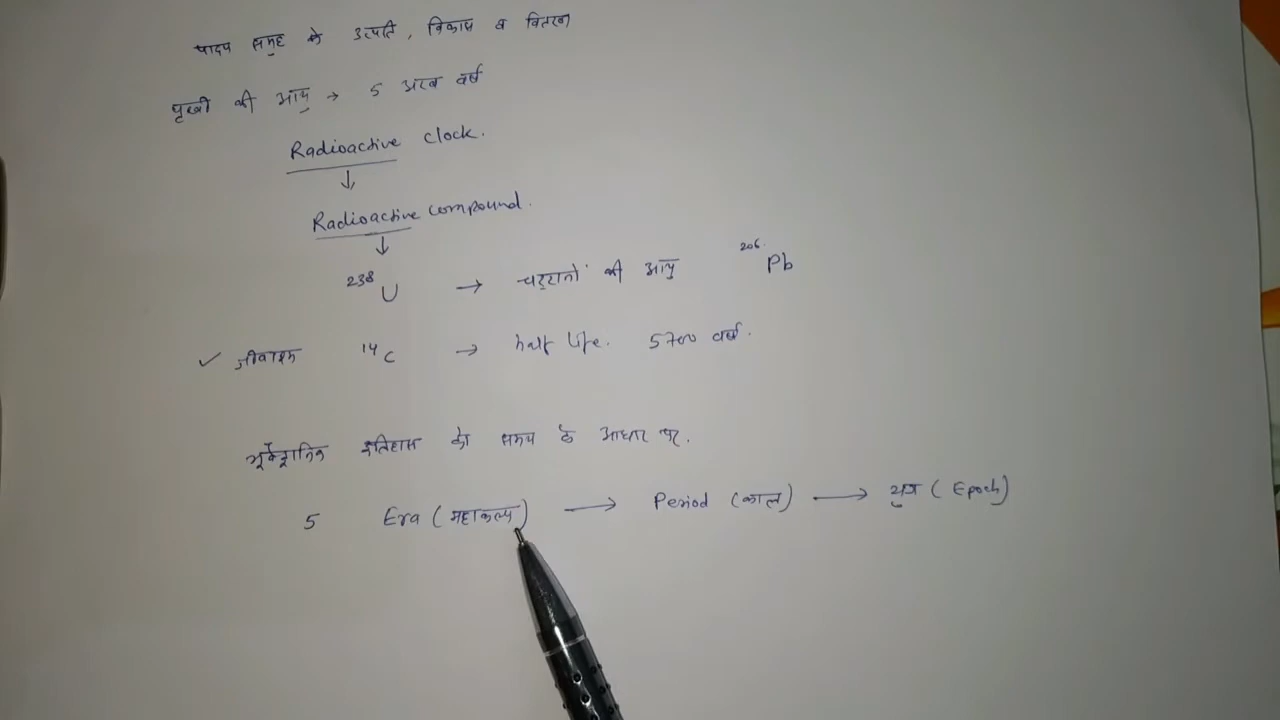 पादप समूह के उत्पति, विकास व वितरण
पृथ्वी की आयु → 5 अरब वर्ष
Radioactive clock.
↓
Radioactive compound.
↓
²³⁸U → चट्टानों की आयु ²⁰⁶Pb
✓ जीवाश्म ¹⁴C → half life. 5700 वर्ष.
भूवैज्ञानिक इतिहास को समय के आधार पर.
5 Era (महाकल्प) → Period (काल) → युग (Epoch)